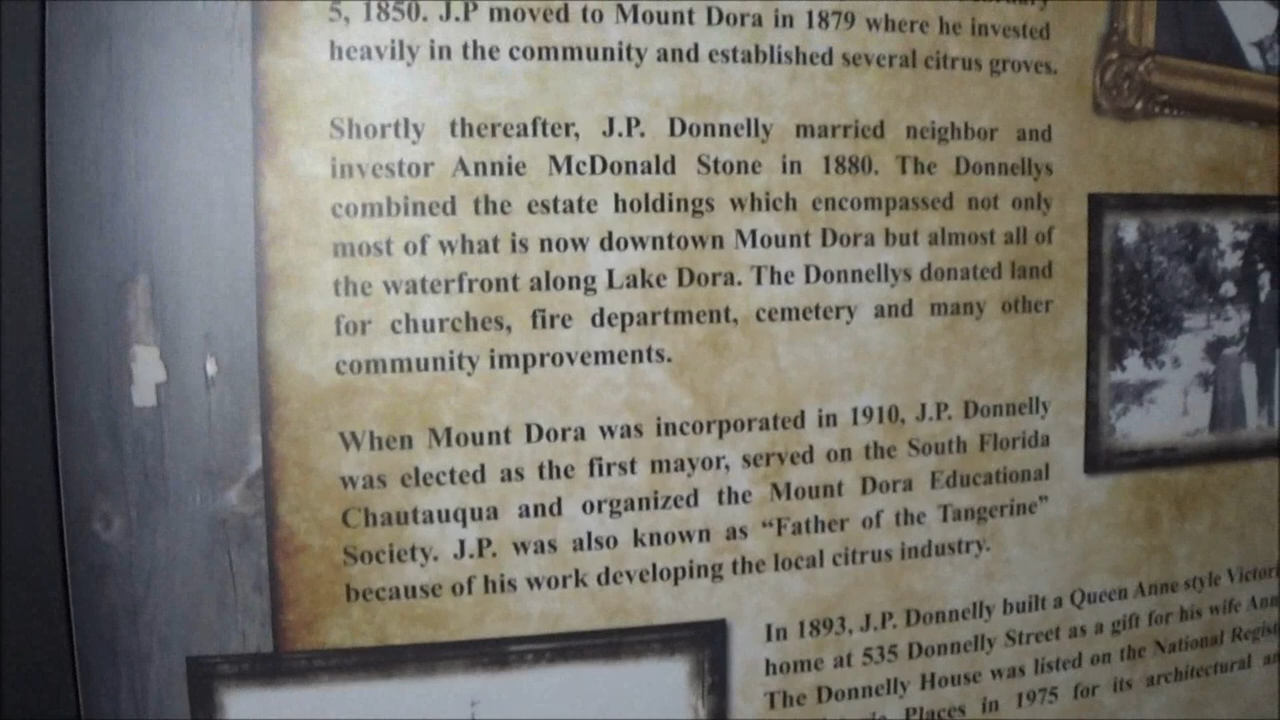 5, 1850. J.P moved to Mount Dora in 1879 where he invested
heavily in the community and established several citrus groves.
Shortly thereafter, J.P. Donnelly married neighbor and
investor Annie McDonald Stone in 1880. The Donnellys
combined the estate holdings which encompassed not only
most of what is now downtown Mount Dora but almost all of
the waterfront along Lake Dora. The Donnellys donated land
for churches, fire department, cemetery and many other
community improvements.
When Mount Dora was incorporated in 1910, J.P. Donnelly
was elected as the first mayor, served on the South Florida
Chautauqua and organized the Mount Dora Educational
Society. J.P. was also known as “Father of the Tangerine”
because of his work developing the local citrus industry.
In 1893, J.P. Donnelly built a Queen Anne style
home at 535 Donnelly Street as a gift for his wife
The Donnelly House was listed on the National
Places in 1975 for its architectural